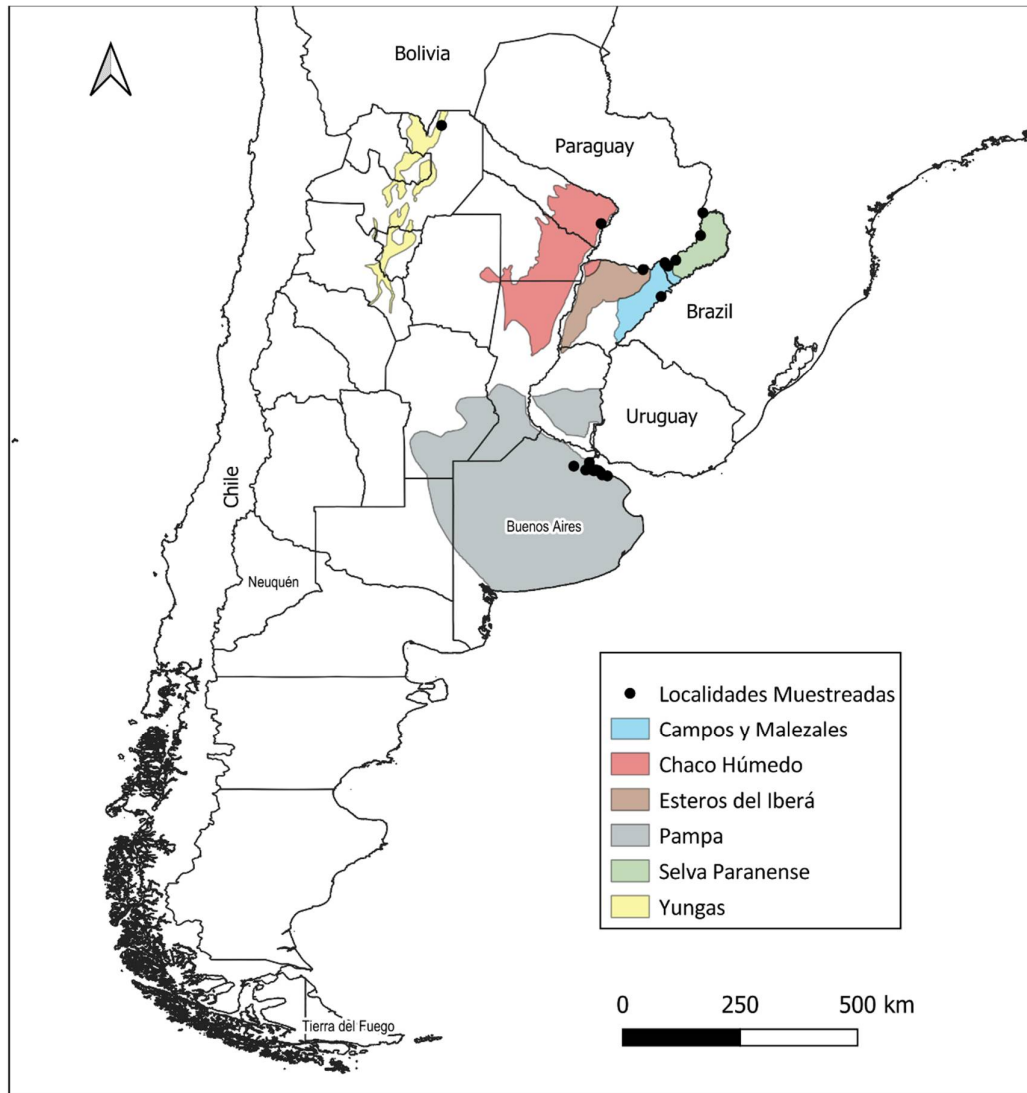 Bolivia
Paraguay
Brazil
Uruguay
Chile
Buenos Aires
Neuquén
Tierra del Fuego
Localidades Muestreadas
Campos y Malezales
Chaco Húmedo
Esteros del Iberá
Pampa
Selva Paranense
Yungas
0 250 500 km